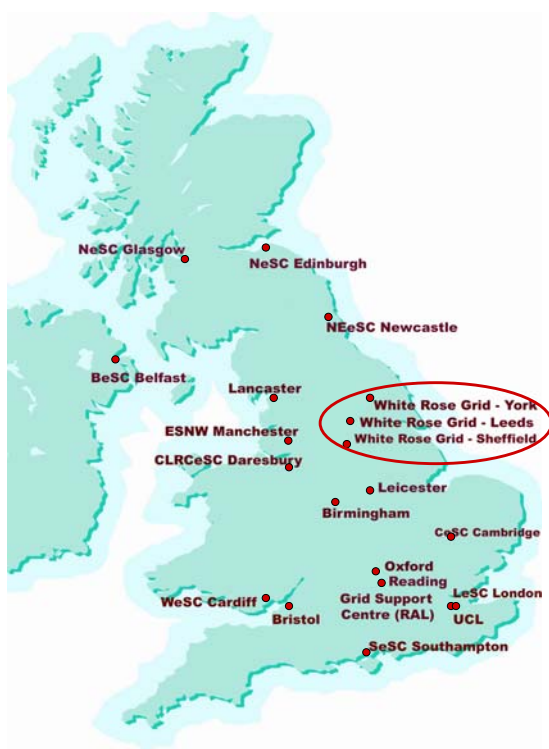 NeSC Glasgow
NeSC Edinburgh
NEeSC Newcastle
BeSC Belfast
Lancaster
White Rose Grid - York
White Rose Grid - Leeds
ESNW Manchester
White Rose Grid - Sheffield
CLRCeSC Daresbury
Leicester
Birmingham
CeSC Cambridge
Oxford
Reading
WeSC Cardiff
Grid Support
LeSC London
Bristol
Centre (RAL)
UCL
SeSC Southampton